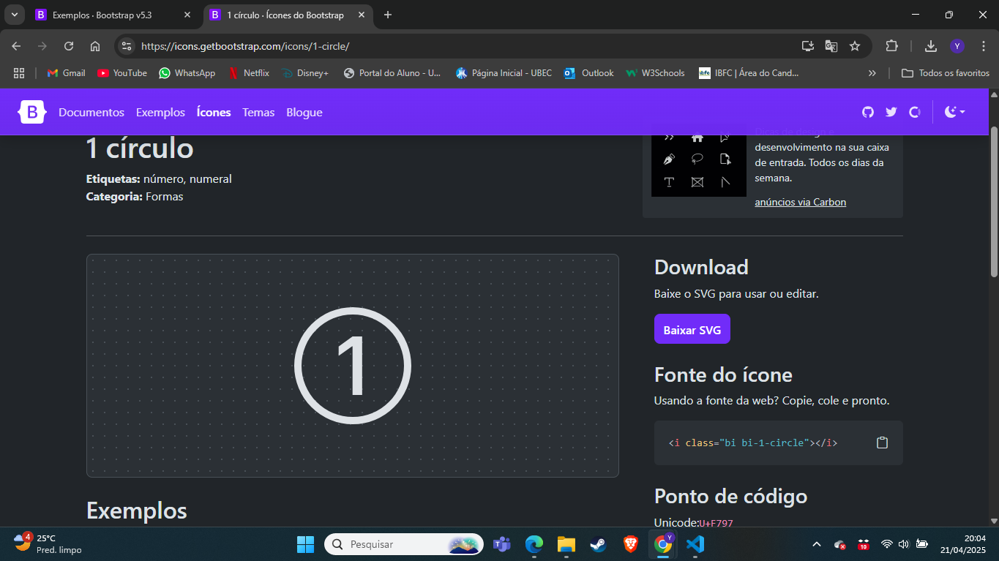 Exemplos · Bootstrap v5.3
1 círculo · Ícones do Bootstrap
https://icons.getbootstrap.com/icons/1-circle/
Y
Gmail
YouTube
WhatsApp
Netflix
Disney+
Portal do Aluno - U...
Página Inicial - UBEC
Outlook
W3Schools
IBFC | Área do Cand...
Todos os favoritos
B
Documentos
Exemplos
Ícones
Temas
Blogue
1 círculo
Etiquetas: número, numeral
Categoria: Formas
Dicas de design e
desenvolvimento na sua caixa
de entrada. Todos os dias da
semana.
anúncios via Carbon
1
Download
Baixe o SVG para usar ou editar.
Baixar SVG
Fonte do ícone
Usando a fonte da web? Copie, cole e pronto.
<i class="bi bi-1-circle"></i>
Exemplos
Ponto de código
Unicode:U+F797
4
25°C
Pred. limpo
Pesquisar
10
20:04
21/04/2025